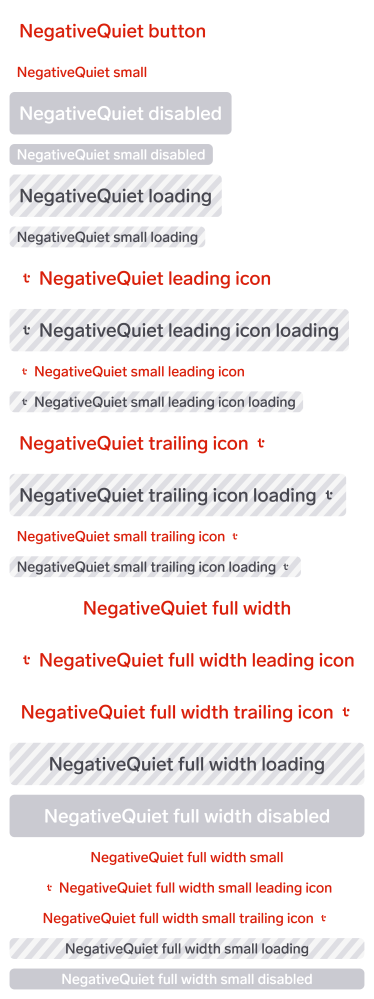 NegativeQuiet button
NegativeQuiet small
NegativeQuiet disabled
NegativeQuiet small disabled
NegativeQuiet loading
NegativeQuiet small loading
NegativeQuiet leading icon
NegativeQuiet leading icon loading
NegativeQuiet small leading icon
NegativeQuiet small leading icon loading
NegativeQuiet trailing icon
NegativeQuiet trailing icon loading
NegativeQuiet small trailing icon
NegativeQuiet small trailing icon loading
NegativeQuiet full width
NegativeQuiet full width leading icon
NegativeQuiet full width trailing icon
NegativeQuiet full width loading
NegativeQuiet full width disabled
NegativeQuiet full width small
NegativeQuiet full width small leading icon
NegativeQuiet full width small trailing icon
NegativeQuiet full width small loading
NegativeQuiet full width small disabled